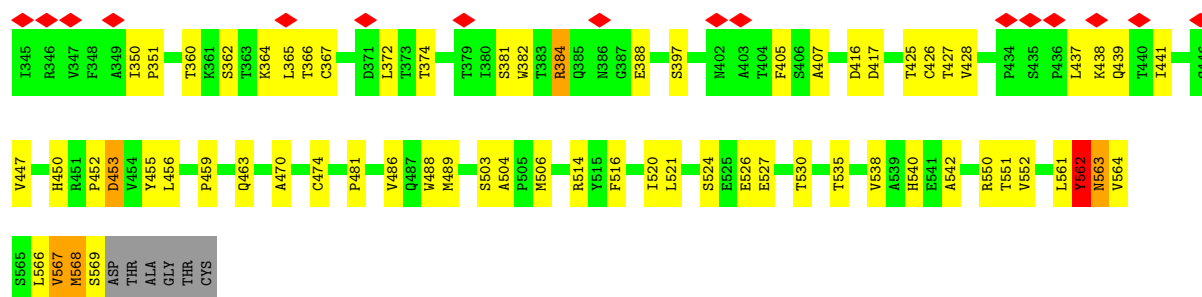 I345 R346 V347 F348 A349 I350 P351 T360 K361 S362 T363 K364 L365 T366 C367 D371 L372 T373 T374 T379 I380 S381 W382 T383 R384 Q385 N386 G387 E388 S397 N402 A403 T404 F405 S406 A407 D416 D417 T425 C426 T427 V428 P434 S435 P436 L437 K438 Q439 T440 I441
V447 H450 R451 P452 D453 V454 Y455 L456 P459 Q463 A470 C474 P481 V486 Q487 W488 M489 S503 A504 P505 M506 R514 Y515 F516 I520 L521 S524 E525 E526 E527 T530 T535 V538 A539 H540 E541 A542 R550 T551 V552 L561 Y562 N563 V564
S565 L566 V567 M568 S569 ASP THR ALA GLY THR CYS